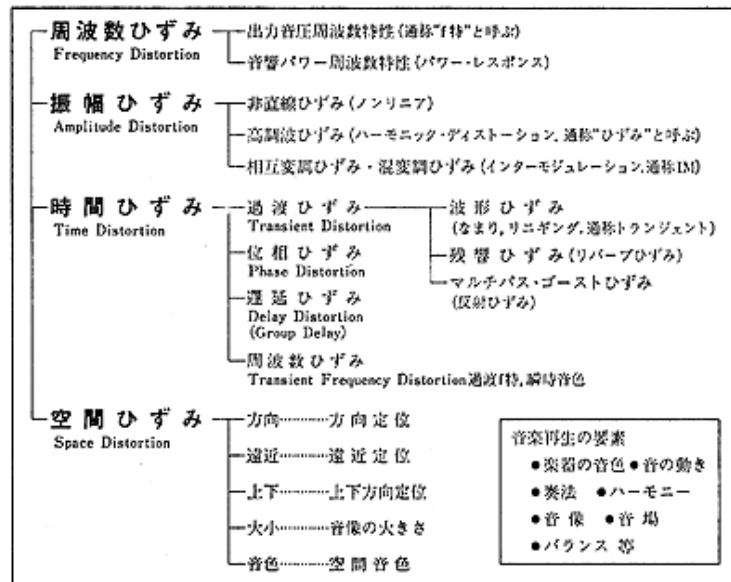 周波数ひずみ
Frequency Distortion
出力音圧周波数特性(通称"f特"と呼ぶ)
音響パワー周波数特性(パワー・レスポンス)
振幅ひずみ
Amplitude Distortion
非直線ひずみ(ノンリニア)
高調波ひずみ(ハーモニック・ディストーション、通称"ひずみ"と呼ぶ)
相互変調ひずみ・混変調ひずみ(インターモジュレーション、通称IM)
時間ひずみ
Time Distortion
過渡ひずみ
Transient Distortion
波形ひずみ
(なまり,リニギング,通称トランジェント)
残響ひずみ(リバーブひずみ)
マルチパス・ゴーストひずみ
(反射ひずみ)
位相ひずみ
Phase Distortion
遅延ひずみ
Delay Distortion
(Group Delay)
周波数ひずみ
Transient Frequency Distortion過渡f特,瞬時音色
空間ひずみ
Space Distortion
方向………方向定位
遠近………遠近定位
上下………上下方向定位
大小………音像の大きさ
音色………空間音色
音楽再生の要素
●楽器の音色 ●音の動き
●奏法 ●ハーモニー
●音像 ●音場
●バランス 等